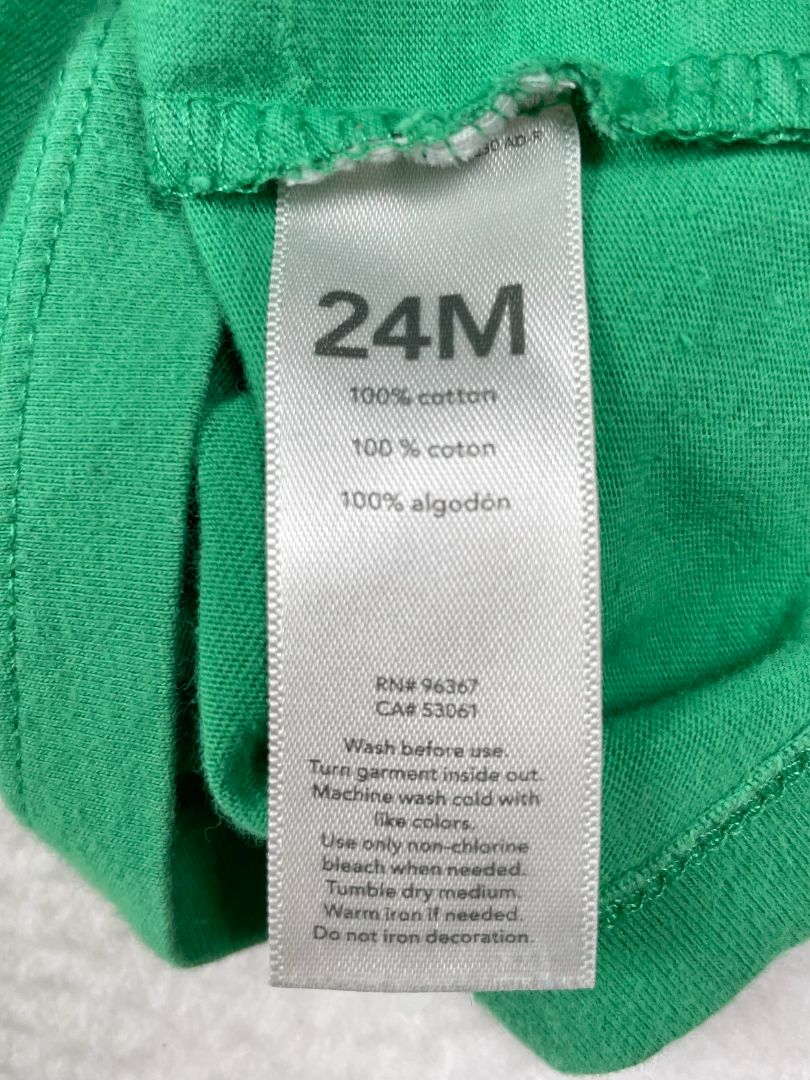 24M
100% cotton
100 % coton
100% algodón
RN# 96367
CA# 53061
Wash before use.
Turn garment inside out.
Machine wash cold with
like colors.
Use only non-chlorine
bleach when needed.
Tumble dry medium.
Warm iron if needed.
Do not iron decoration.